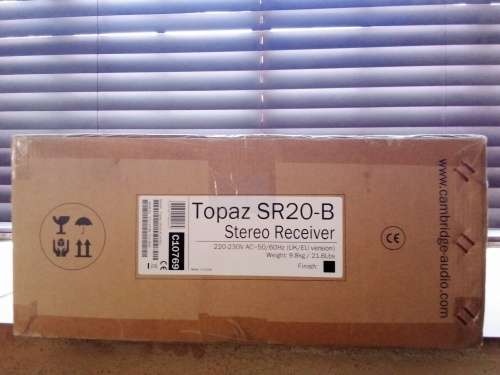 Topaz SR20-B
Stereo Receiver
220-230V AC~50/60Hz (UK/EU version)
Weight: 9.8kg / 21.6Lbs
Finish:
C10769
CE
www.cambridge-audio.com